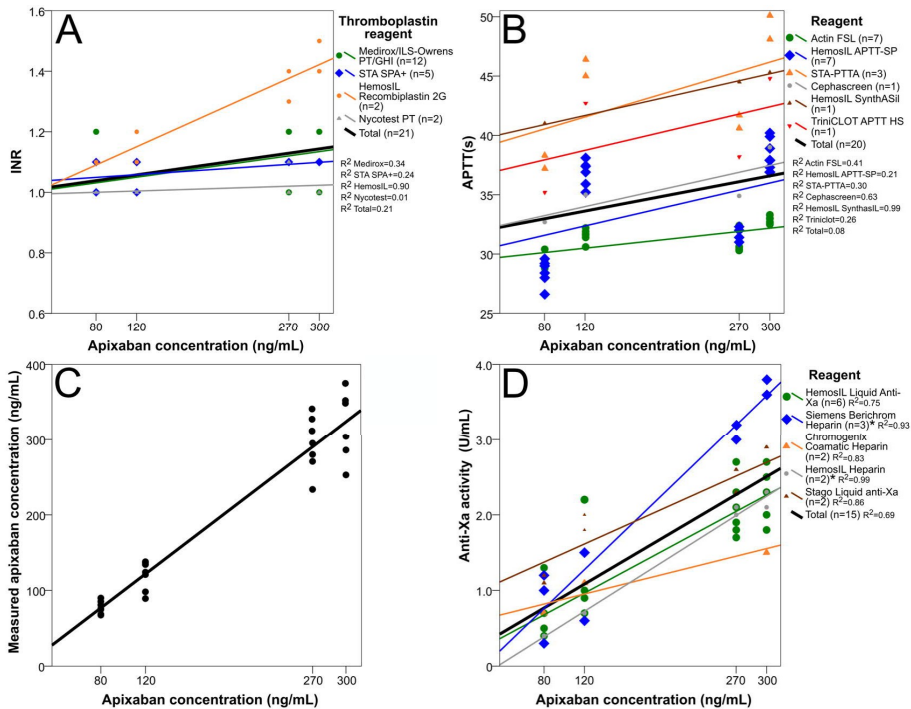 A
INR
1.6
1.4
1.2
1.0
0.8
0.6
80
120
270
300
Apixaban concentration (ng/mL)
Thromboplastin
reagent
Medirox/ILS-Owrens
PT/GHI (n=12)
STA SPA+ (n=5)
HemosIL
Recombiplastin 2G
(n=2)
Nycotest PT (n=2)
Total (n=21)
R2 Medirox=0.34
R2 STA SPA+=0.24
R2 HemosIL=0.90
R2 Nycotest=0.01
R2 Total=0.21
B
APTT(s)
50
45
40
35
30
25
80
120
270
300
Apixaban concentration (ng/mL)
Reagent
Actin FSL (n=7)
HemosIL APTT-SP
(n=7)
STA-PTTA (n=3)
Cephascreen (n=1)
HemosIL SynthASil
(n=1)
TriniCLOT APTT HS
(n=1)
Total (n=20)
R2 Actin FSL=0.41
R2 HemosIL APTT-SP=0.21
R2 STA-PTTA=0.30
R2 Cephascreen=0.63
R2 HemosIL SynthasIL=0.99
R2 Triniclot=0.26
R2 Total=0.08
C
Measured apixaban concentration (ng/mL)
400
300
200
100
0
80
120
270
300
Apixaban concentration (ng/mL)
D
Anti-Xa activity (U/mL)
4.0
3.0
2.0
1.0
0
80
120
270
300
Apixaban concentration (ng/mL)
Reagent
HemosIL Liquid Anti-
Xa (n=6) R2=0.75
Siemens Berichrom
Heparin (n=3)* R2=0.93
Chromogenix
Coamatic Heparin
(n=2) R2=0.83
HemosIL Heparin
(n=2)* R2=0.99
Stago Liquid anti-Xa
(n=2) R2=0.86
Total (n=15) R2=0.69